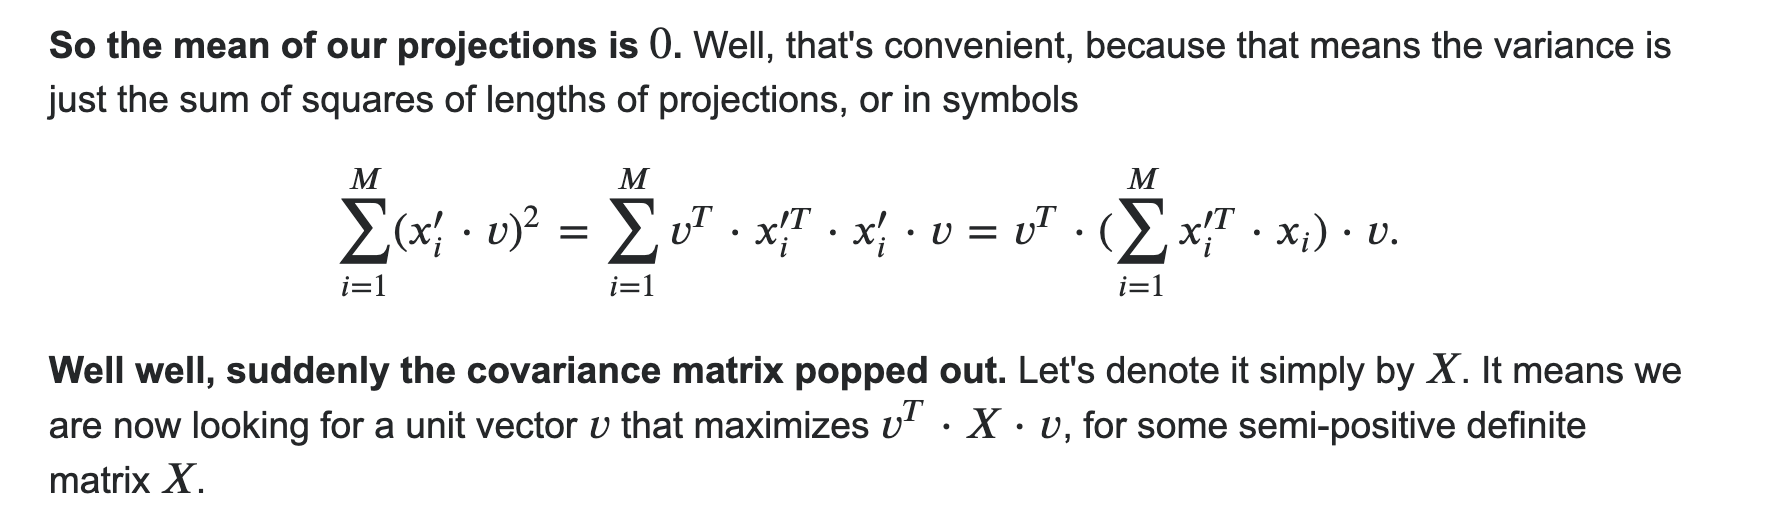 So the mean of our projections is 0. Well, that's convenient, because that means the variance is
just the sum of squares of lengths of projections, or in symbols
$\sum_{i=1}^{M} (x'_i \cdot v)^2 = \sum_{i=1}^{M} v^T \cdot x_i'^T \cdot x'_i \cdot v = v^T \cdot (\sum_{i=1}^{M} x_i'^T \cdot x_i) \cdot v.$
Well well, suddenly the covariance matrix popped out. Let's denote it simply by X. It means we
are now looking for a unit vector v that maximizes $v^T \cdot X \cdot v$, for some semi-positive definite
matrix X.